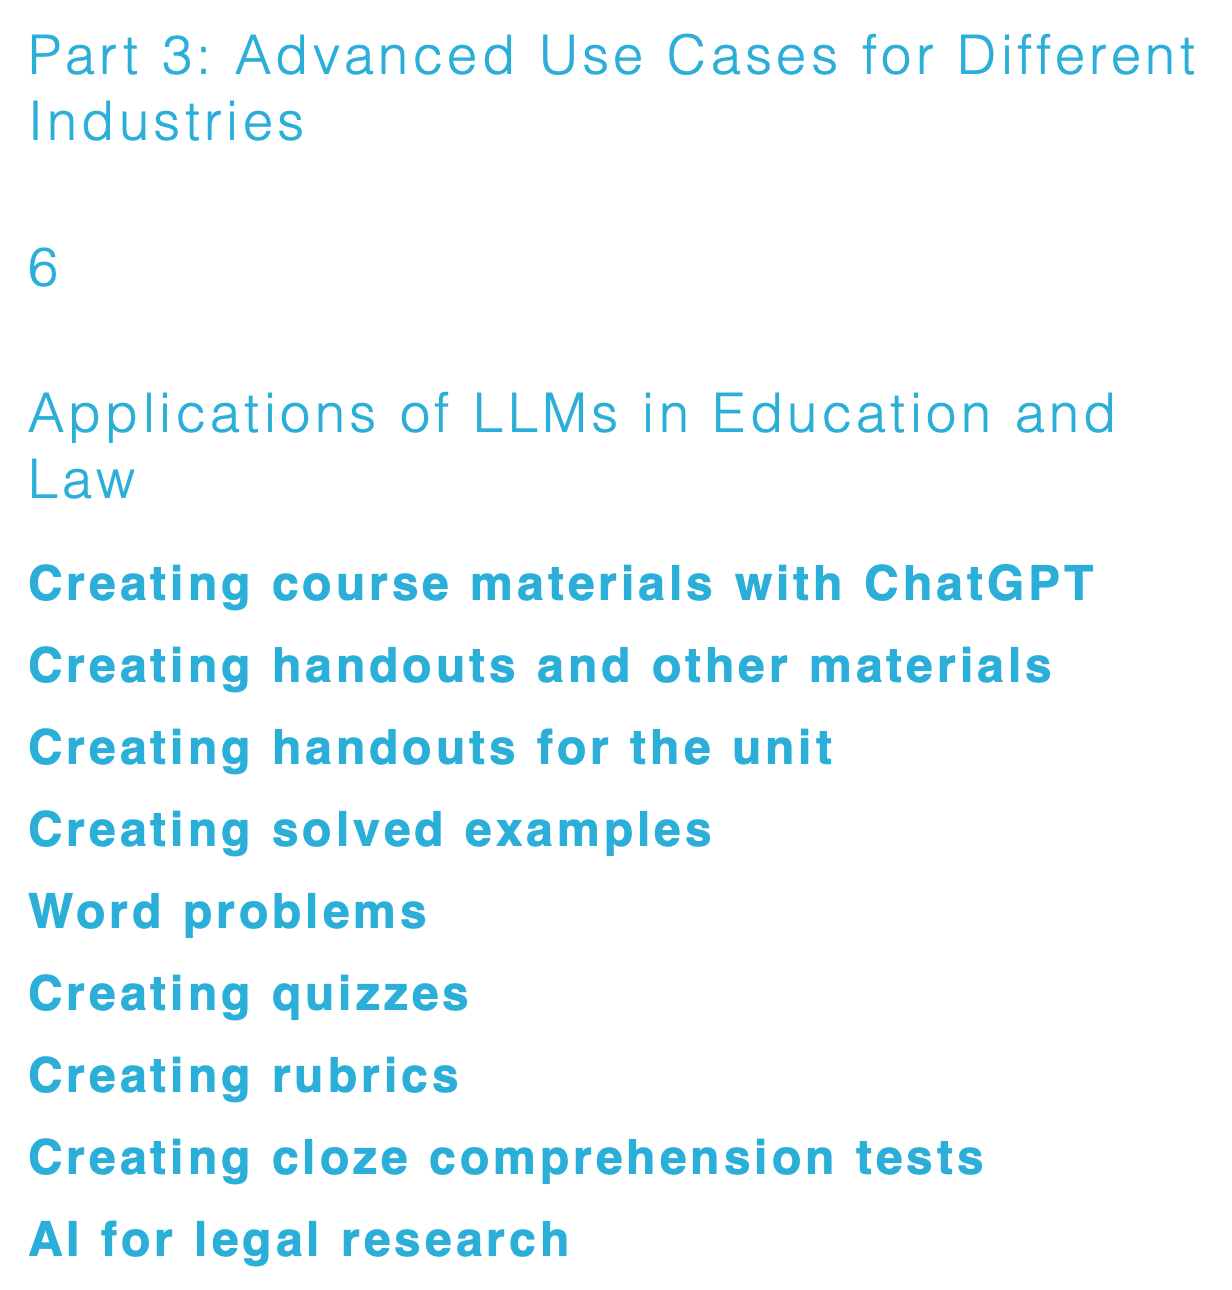 Part 3: Advanced Use Cases for Different
Industries
6
Applications of LLMs in Education and
Law
Creating course materials with ChatGPT
Creating handouts and other materials
Creating handouts for the unit
Creating solved examples
Word problems
Creating quizzes
Creating rubrics
Creating cloze comprehension tests
AI for legal research